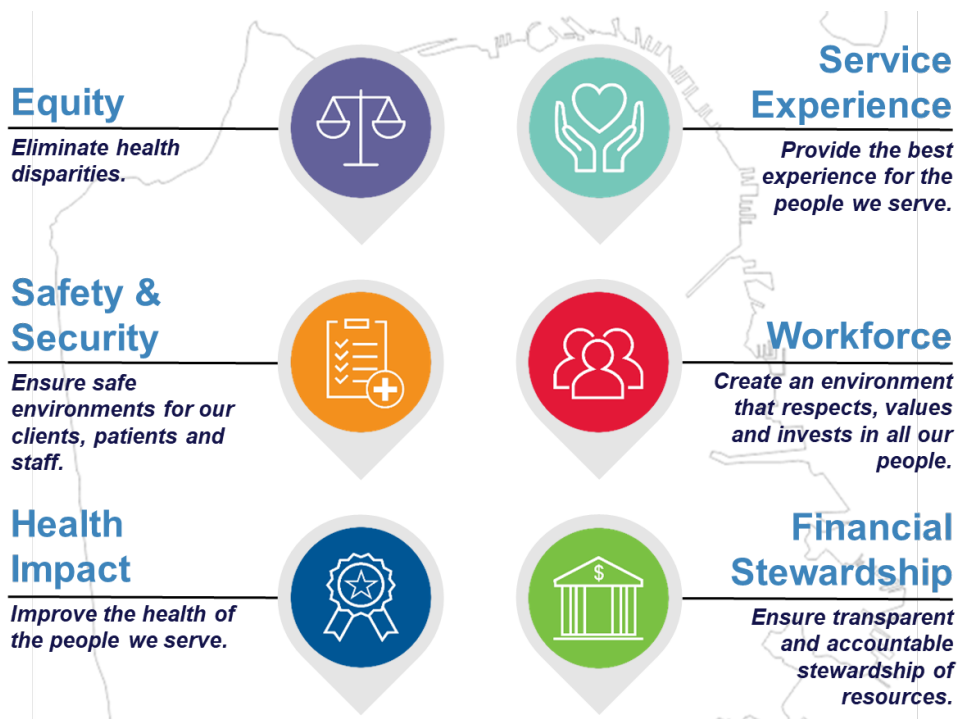 Equity
Eliminate health
disparities.
Service
Experience
Provide the best
experience for the
people we serve.
Safety &
Security
Ensure safe
environments for our
clients, patients and
staff.
Workforce
Create an environment
that respects, values
and invests in all our
people.
Health
Impact
Improve the health of
the people we serve.
$
Financial
Stewardship
Ensure transparent
and accountable
stewardship of
resources.